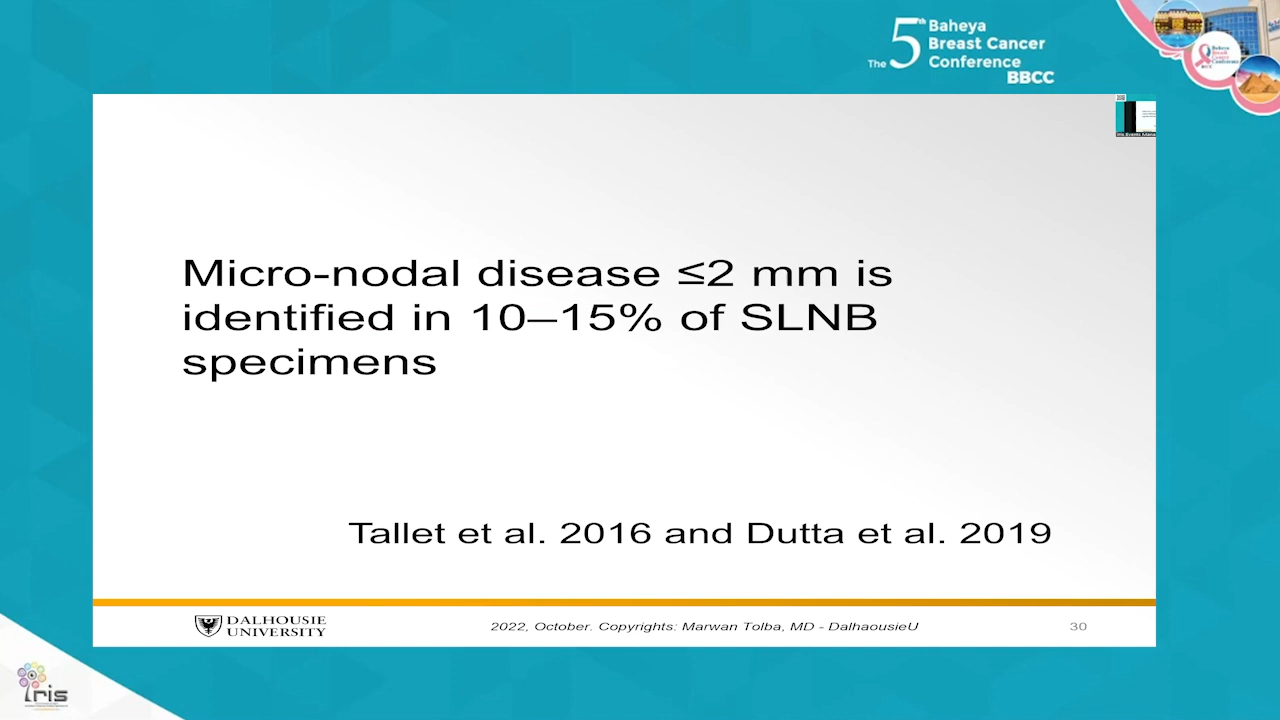 The 5th Baheya
Breast Cancer
Conference
BBCC
Micro-nodal disease ≤2 mm is
identified in 10–15% of SLNB
specimens
Tallet et al. 2016 and Dutta et al. 2019
DALHOUSIE
UNIVERSITY
2022, October. Copyrights: Marwan Tolba, MD - DalhaousieU
30
iris